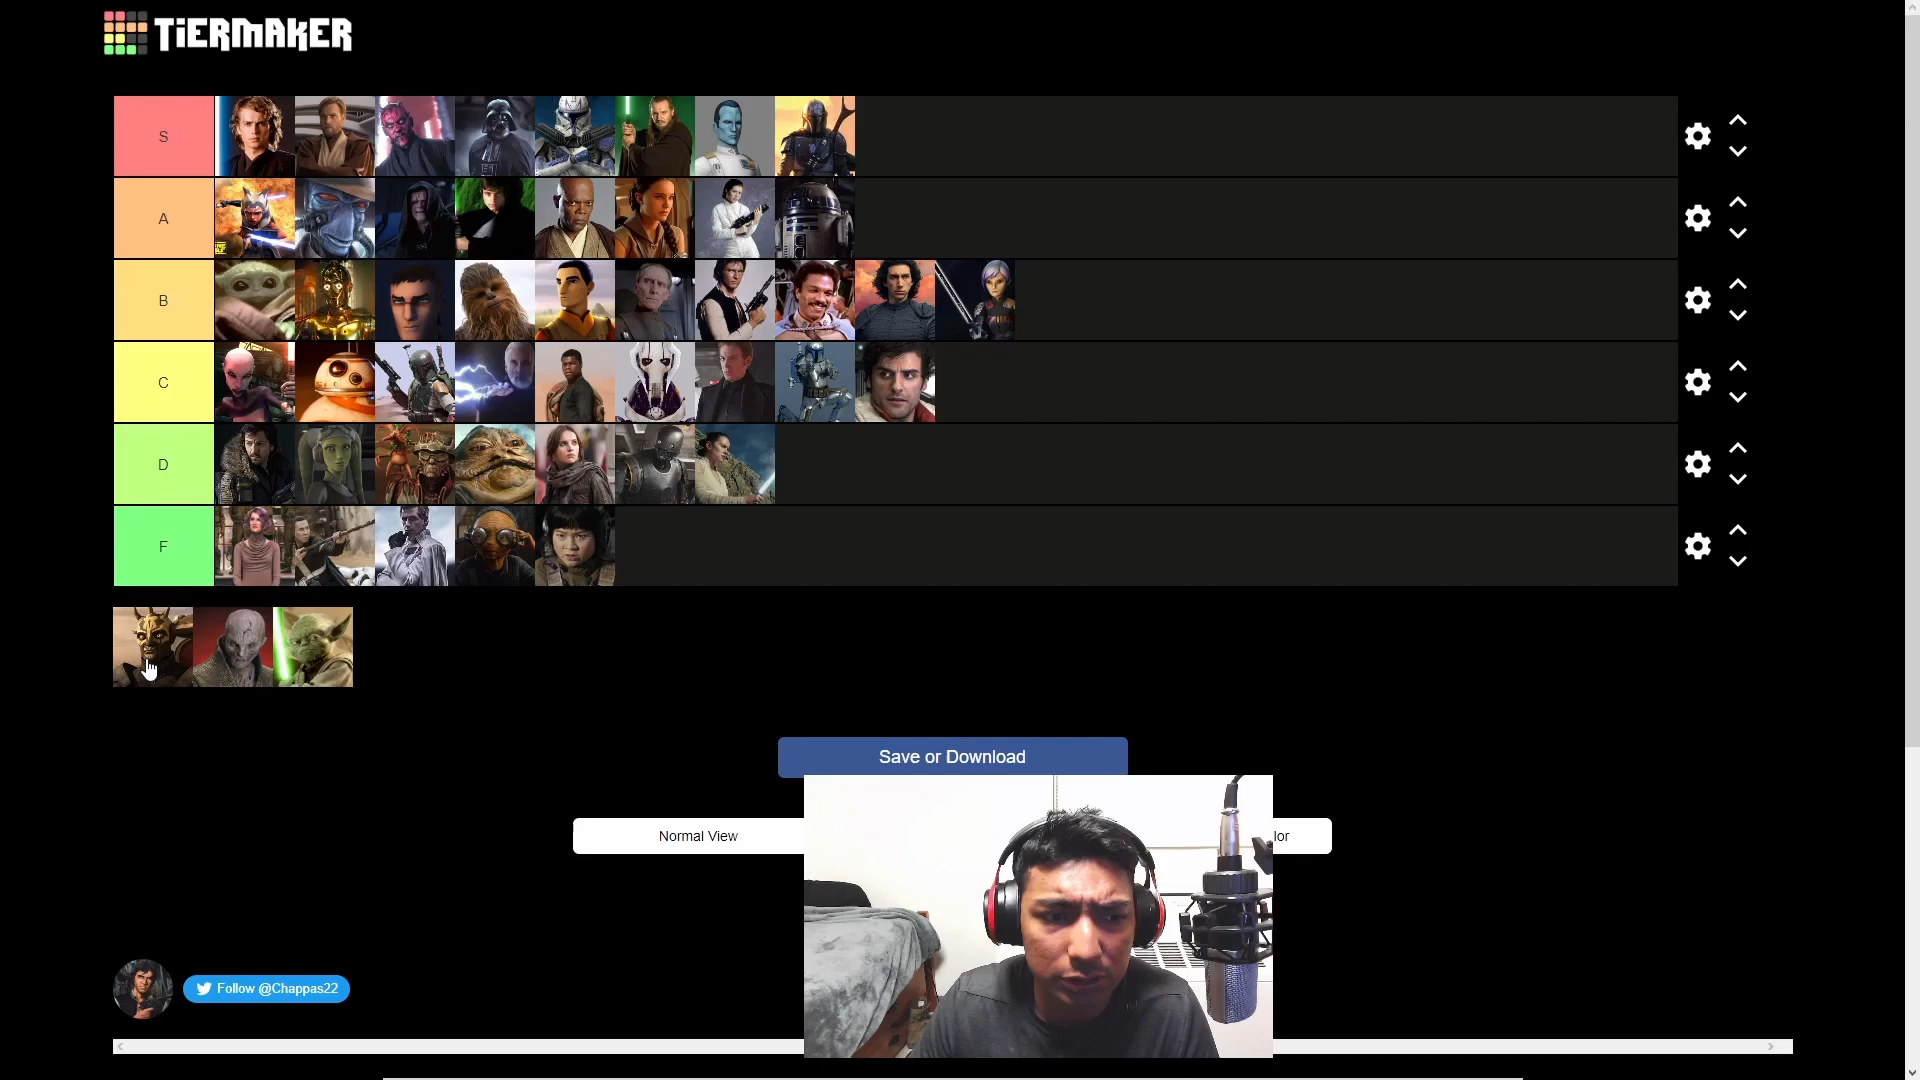 TiERMAKER
S
A
B
C
D
F
Save or Download
Normal View
lor
Follow @Chappas22